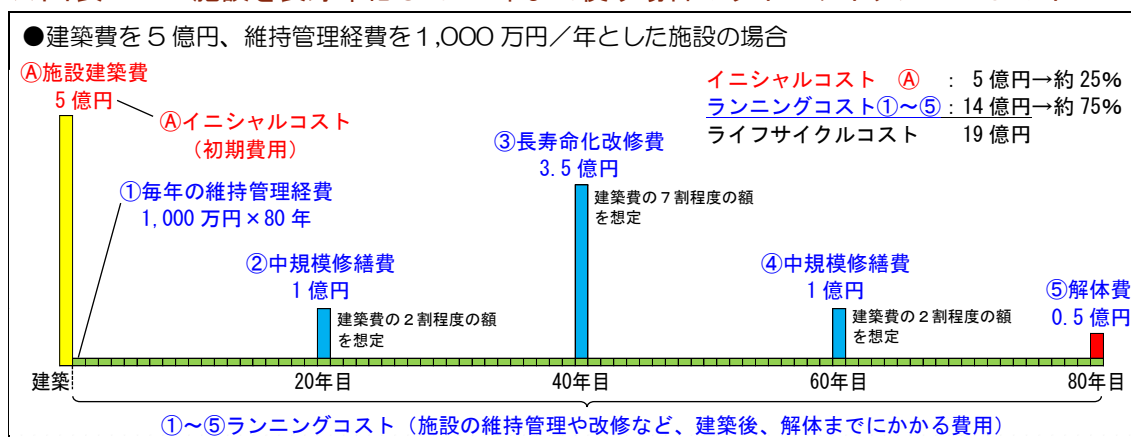 ●建築費を5億円、維持管理経費を1,000万円／年とした施設の場合
Ⓐ施設建築費
5億円
Ⓐイニシャルコスト
（初期費用）
イニシャルコスト Ⓐ ： 5億円→約25%
ランニングコスト①～⑤：14億円→約75%
ライフサイクルコスト 19億円
①毎年の維持管理経費
1,000万円×80年
②中規模修繕費
1億円
建築費の２割程度の額
を想定
③長寿命化改修費
3.5億円
建築費の７割程度の額
を想定
④中規模修繕費
1億円
建築費の２割程度の額
を想定
⑤解体費
0.5億円
建築
20年目
40年目
60年目
80年目
①～⑤ランニングコスト（施設の維持管理や改修など、建築後、解体までにかかる費用）